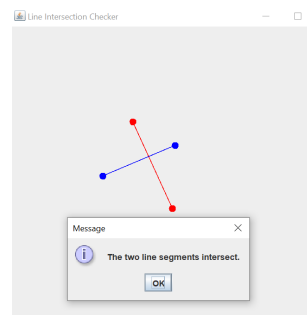 Line Intersection Checker
Message
The two line segments intersect.
OK